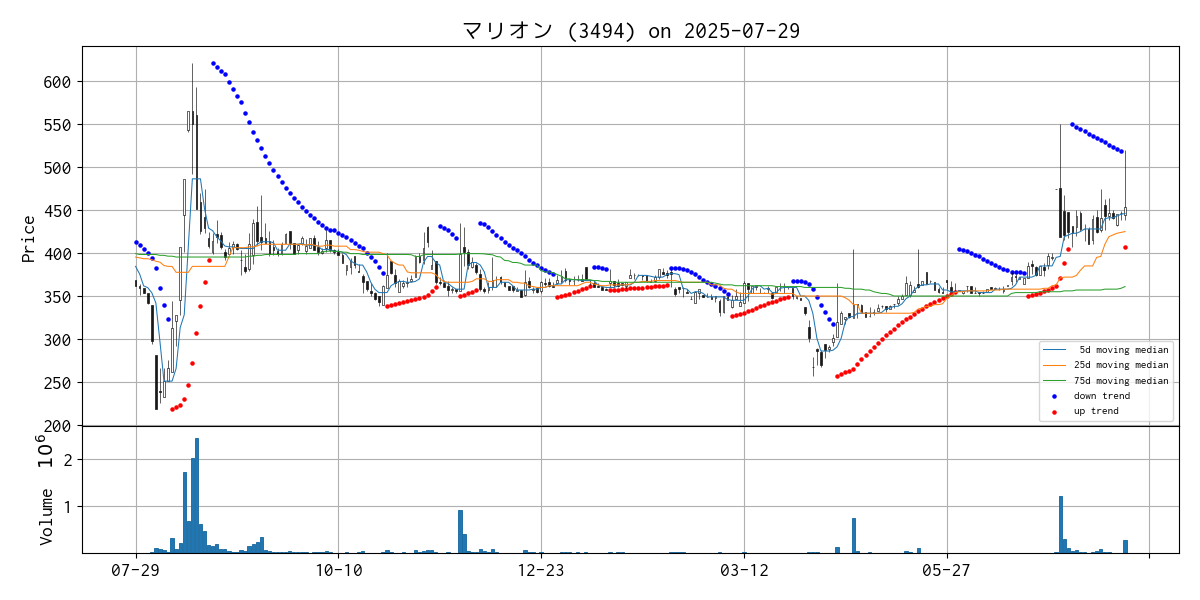 マリオン (3494) on 2025-07-29
Price
600
550
500
450
400
350
300
250
200
5d moving median
25d moving median
75d moving median
down trend
up trend
Volume 10^6
2
1
07-29
10-10
12-23
03-12
05-27